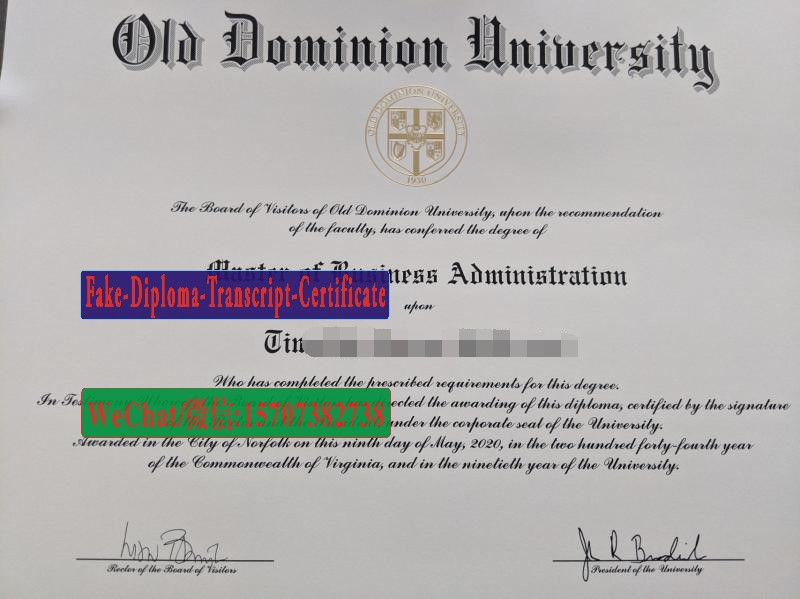 Old Dominion University
OLD DOMINION UNIVERSITY
1930
The Board of Visitors of Old Dominion University, upon the recommendation
of the faculty, has conferred the degree of
Master of Business Administration
Fake-Diploma-Transcript-Certificate
upon
Tim
Who has completed the prescribed requirements for this degree.
In the awarding of this diploma, certified by the signature
WeChat/微信:15707382738
under the corporate seal of the University.
Awarded in the City of Norfolk on this ninth day of May, 2020, in the two hundred forty-fourth year
of the Commonwealth of Virginia, and in the ninetieth year of the University.
Rector of the Board of Visitors
President of the University